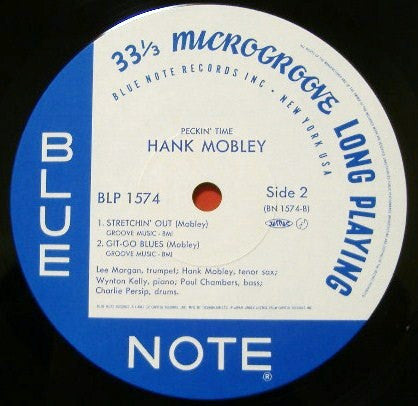 33 1/3 MICROGROOVE LONG PLAYING
BLUE NOTE RECORDS INC • NEW YORK USA
PECKIN' TIME
HANK MOBLEY
BLP 1574
Side 2
(BN 1574-B)
1. STRETCHIN' OUT (Mobley)
GROOVE MUSIC - BMI
2. GIT-GO BLUES (Mobley)
GROOVE MUSIC - BMI
Lee Morgan, trumpet; Hank Mobley, tenor sax;
Wynton Kelly, piano; Paul Chambers, bass;
Charlie Persip, drums.
BLUE
NOTE
®